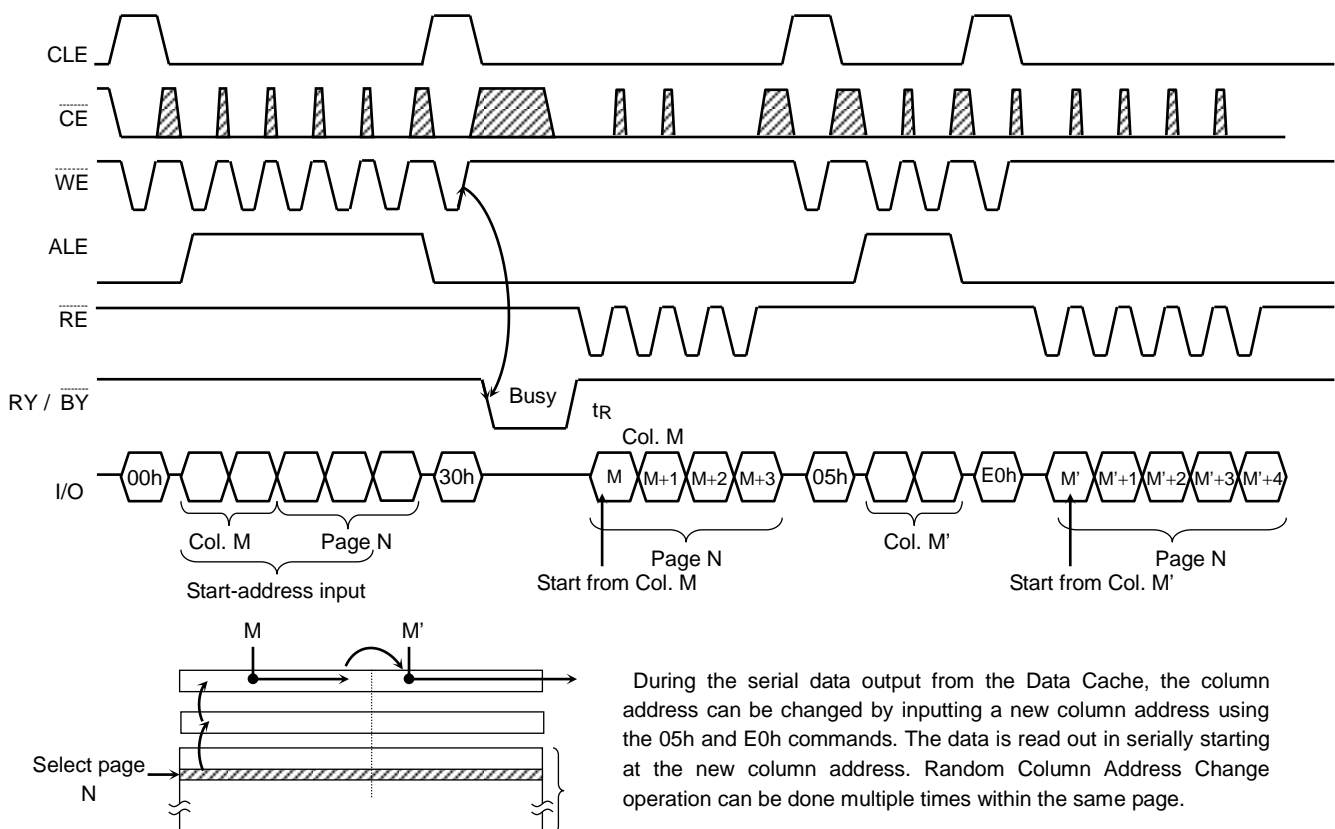 CLE
CE
WE
ALE
RE
RY / BY
Busy
tR
Col. M
I/O
00h
30h
M
M+1
M+2
M+3
05h
E0h
M'
M'+1
M'+2
M'+3
M'+4
Col. M
Page N
Start-address input
Page N
Start from Col. M
Col. M'
Page N
Start from Col. M'
M
M'
Select page
N
During the serial data output from the Data Cache, the column
address can be changed by inputting a new column address using
the 05h and E0h commands. The data is read out in serially starting
at the new column address. Random Column Address Change
operation can be done multiple times within the same page.